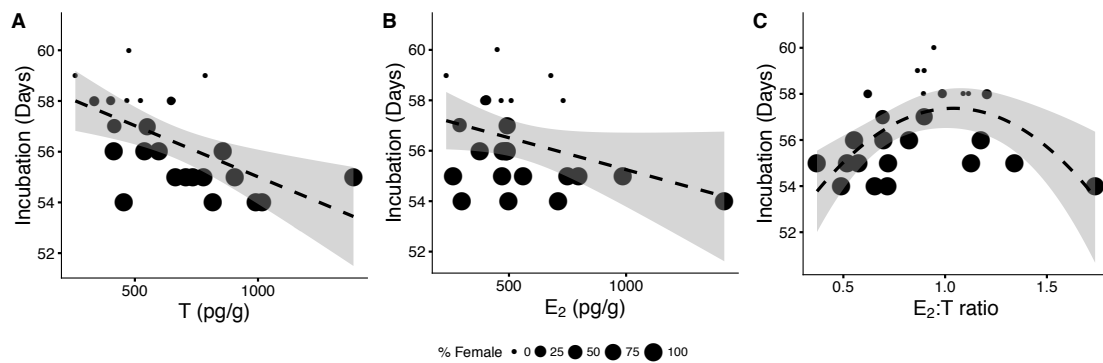 A
Incubation (Days)
60
58
56
54
52
500
1000
T (pg/g)
B
Incubation (Days)
60
58
56
54
52
500
1000
E₂ (pg/g)
C
Incubation (Days)
60
58
56
54
52
0.5
1.0
1.5
E₂:T ratio
% Female 0 25 50 75 100